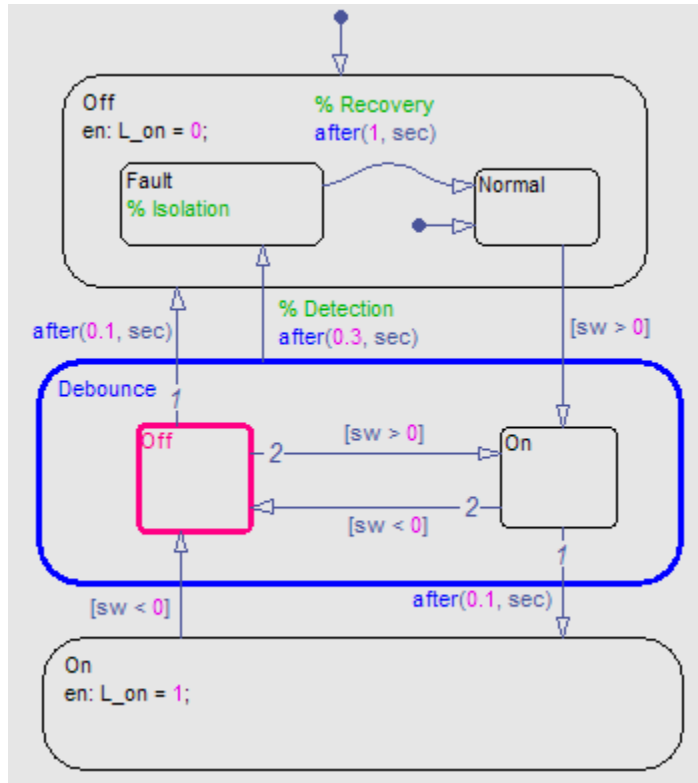 Off
en: L_on = 0;
% Recovery
after(1, sec)
Fault
% Isolation
Normal
after(0.1, sec)
% Detection
after(0.3, sec)
[sw > 0]
Debounce
1
Off
2
[sw > 0]
On
[sw < 0]
2
1
[sw < 0]
after(0.1, sec)
On
en: L_on = 1;